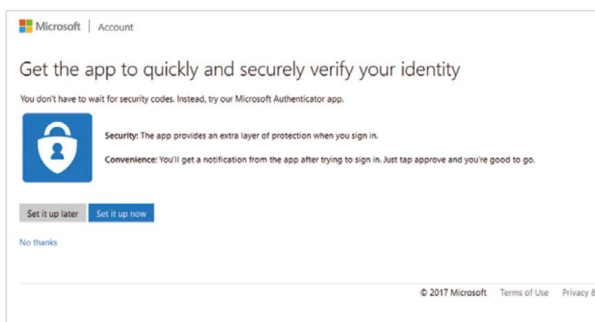 Microsoft | Account
Get the app to quickly and securely verify your identity
You don't have to wait for security codes. Instead, try our Microsoft Authenticator app.
Security: The app provides an extra layer of protection when you sign in.
Convenience: You'll get a notification from the app after trying to sign in. Just tap approve and you're good to go.
Set it up later Set it up now
No thanks
© 2017 Microsoft Terms of Use Privacy &